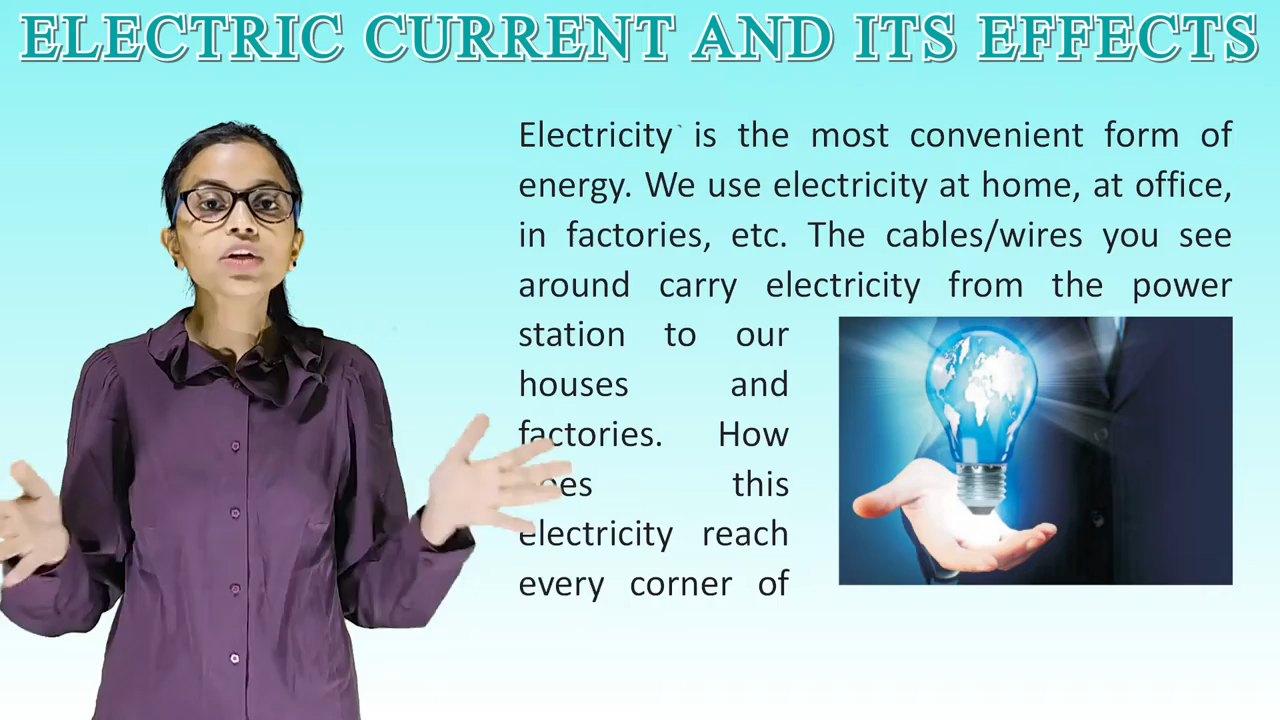 ELECTRIC CURRENT AND ITS EFFECTS
Electricity is the most convenient form of
energy. We use electricity at home, at office,
in factories, etc. The cables/wires you see
around carry electricity from the power
station to our
houses and
factories. How
this
electricity reach
every corner of